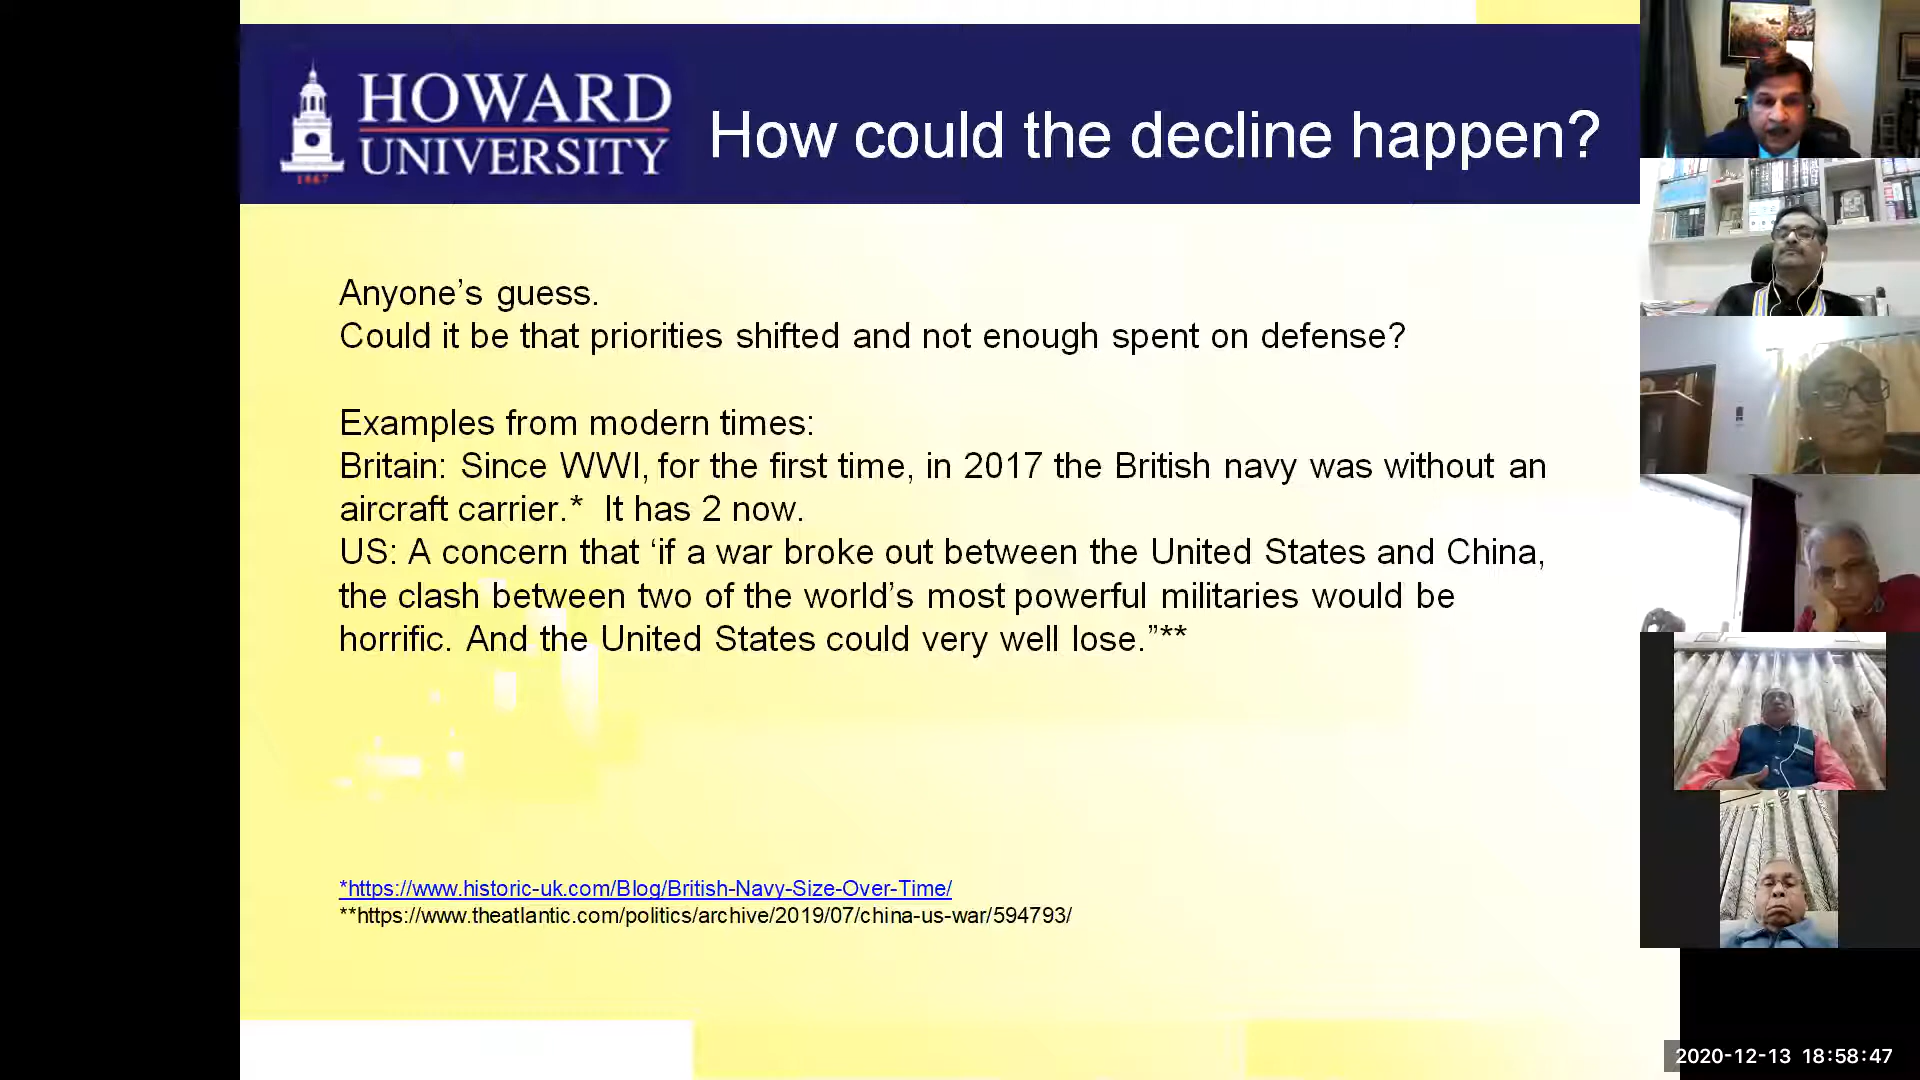 HOWARD
UNIVERSITY
1867
How could the decline happen?
Anyone’s guess.
Could it be that priorities shifted and not enough spent on defense?
Examples from modern times:
Britain: Since WWI, for the first time, in 2017 the British navy was without an
aircraft carrier.* It has 2 now.
US: A concern that ‘if a war broke out between the United States and China,
the clash between two of the world’s most powerful militaries would be
horrific. And the United States could very well lose.”**
*https://www.historic-uk.com/Blog/British-Navy-Size-Over-Time/
**https://www.theatlantic.com/politics/archive/2019/07/china-us-war/594793/
2020-12-13 18:58:47